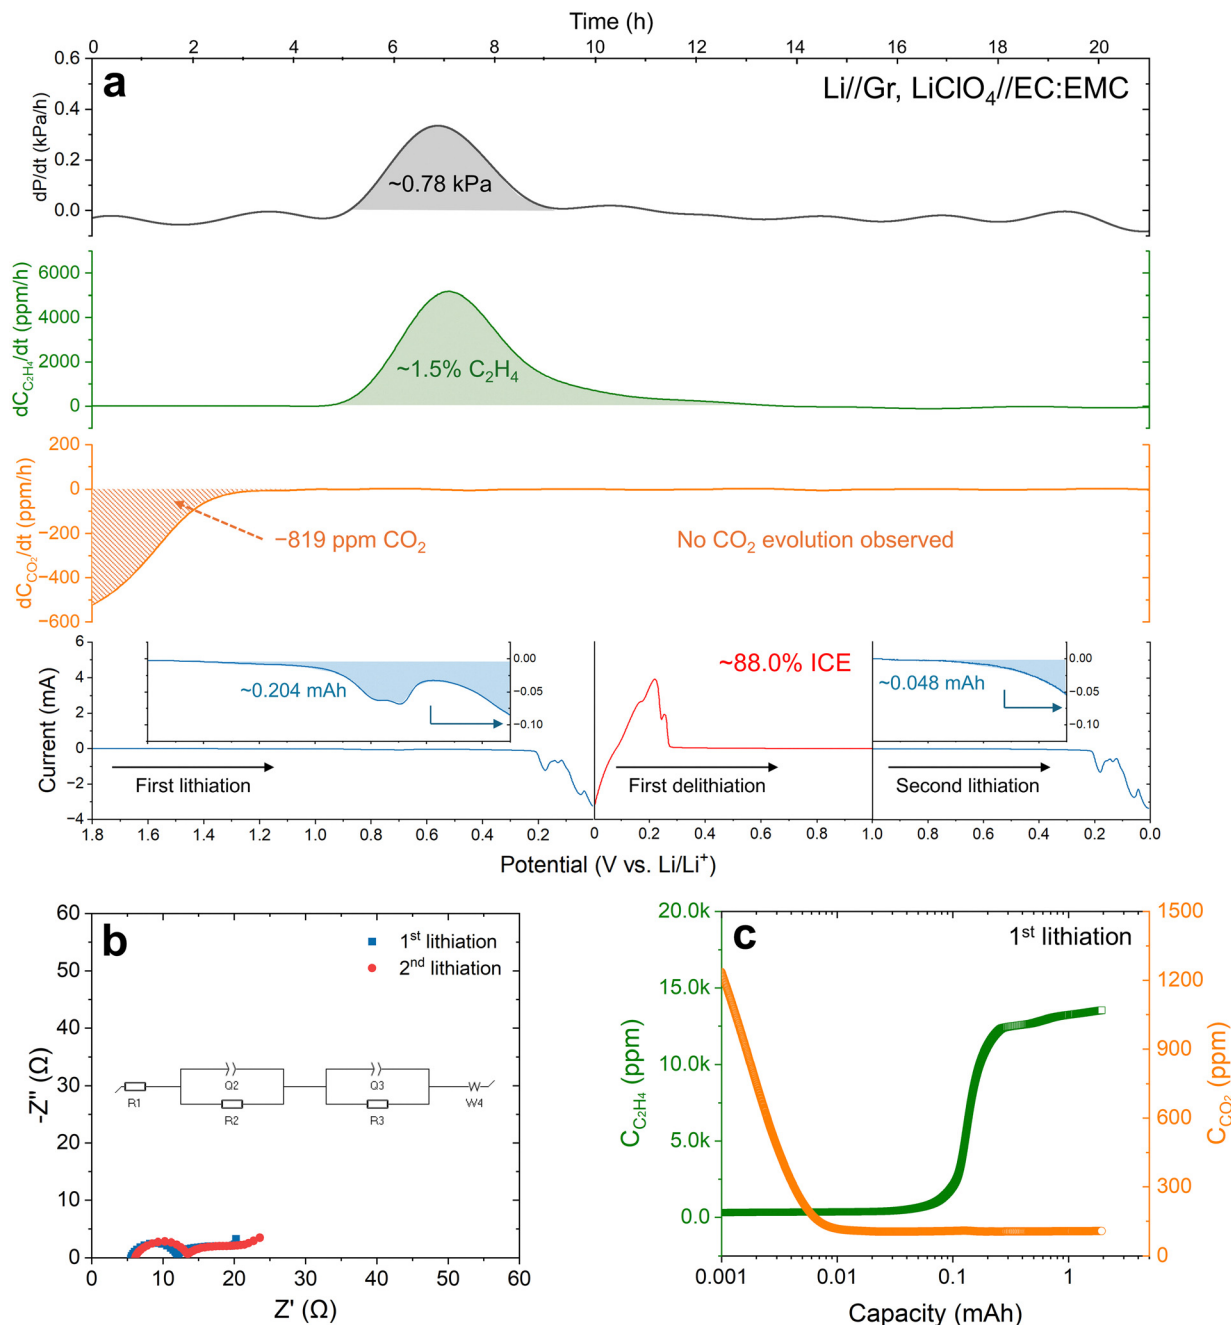 Time (h)
0 2 4 6 8 10 12 14 16 18 20
a
Li//Gr, LiClO₄//EC:EMC
dP/dt (kPa/h)
0.6
0.4
0.2
0.0
~0.78 kPa
dC_C₂H₄/dt (ppm/h)
6000
4000
2000
0
~1.5% C₂H₄
dC_CO₂/dt (ppm/h)
200
0
−200
−400
−600
−819 ppm CO₂
No CO₂ evolution observed
Current (mA)
6
4
2
0
−2
−4
~0.204 mAh
0.00
−0.05
−0.10
First lithiation
~88.0% ICE
First delithiation
~0.048 mAh
0.00
−0.05
−0.10
Second lithiation
1.8 1.6 1.4 1.2 1.0 0.8 0.6 0.4 0.2 0 0.2 0.4 0.6 0.8 1.0 0.8 0.6 0.4 0.2 0.0
Potential (V vs. Li/Li⁺)
b
1st lithiation
2nd lithiation
-Z" (Ω)
60
50
40
30
20
10
0
R1
Q2
R2
Q3
R3
W
W4
0 10 20 30 40 50 60
Z' (Ω)
c
1st lithiation
C_C₂H₄ (ppm)
20.0k
15.0k
10.0k
5.0k
0.0
C_CO₂ (ppm)
1500
1200
900
600
300
0
0.001 0.01 0.1 1
Capacity (mAh)